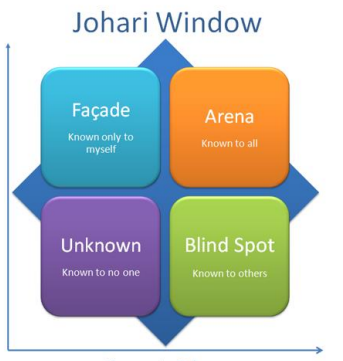 Johari Window
Façade
Known only to
myself
Arena
Known to all
Unknown
Known to no one
Blind Spot
Known to others